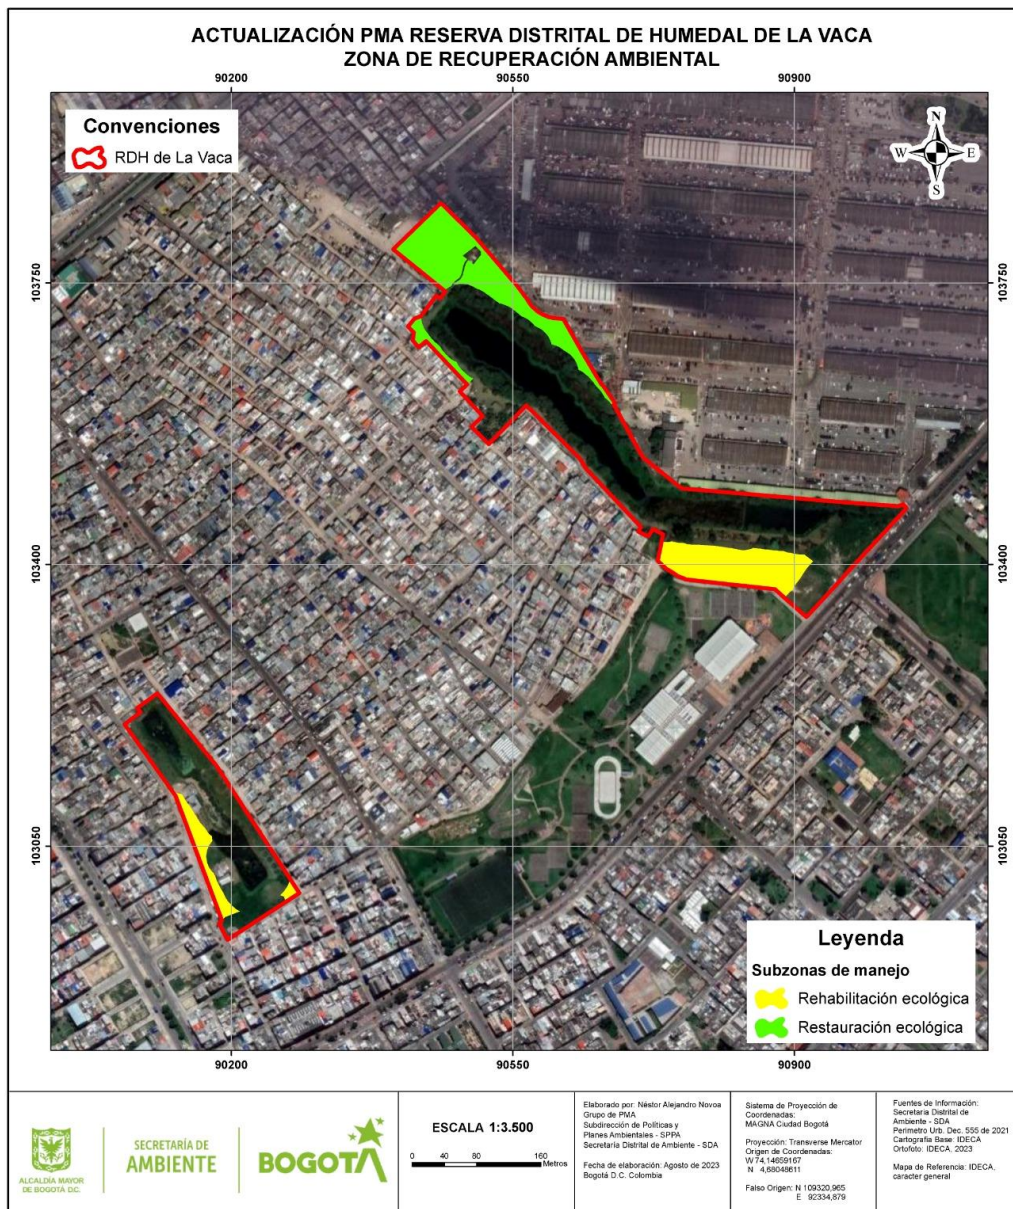 ACTUALIZACIÓN PMA RESERVA DISTRITAL DE HUMEDAL DE LA VACA
ZONA DE RECUPERACIÓN AMBIENTAL
90200 90550 90900
Convenciones
RDH de La Vaca
N
W E
S
103750 103750
103400 103400
103050 103050
Leyenda
Subzonas de manejo
Rehabilitación ecológica
Restauración ecológica
90200 90550 90900
ALCALDÍA MAYOR
DE BOGOTÁ D.C.
SECRETARÍA DE
AMBIENTE
BOGOTÁ
ESCALA 1:3.500
0 40 80 160
Metros
Elaborado por: Néstor Alejandro Novoa
Grupo de PMA
Subdirección de Políticas y
Planes Ambientales - SPPA
Secretaría Distrital de Ambiente - SDA
Fecha de elaboración: Agosto de 2023
Bogotá D.C. Colombia
Sistema de Proyección de
Coordenadas:
MAGNA Ciudad Bogotá
Proyección: Transverse Mercator
Origen de Coordenadas:
W 74,14659167
N 4,68048611
Falso Origen: N 109320,965
E 92334,879
Fuentes de Información:
Secretaria Distrital de
Ambiente - SDA
Perimetro Urb. Dec. 555 de 2021
Cartografia Base: IDECA
Ortofoto: IDECA, 2023
Mapa de Referencia: IDECA,
caracter general